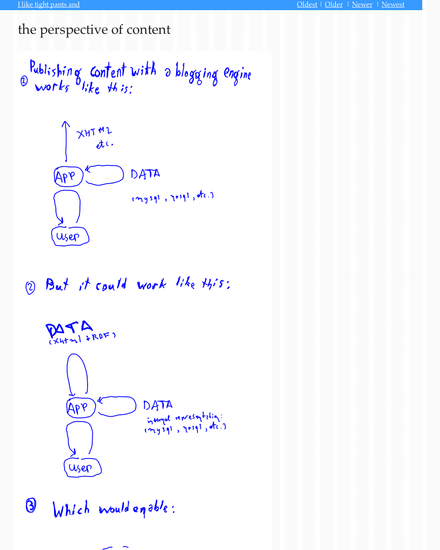 I like tight pants and
Oldest | Older | Newer | Newest
the perspective of content
① Publishing content with a blogging engine
works like this:
XHTML
etc.
APP
DATA
(mysql, pgsql, etc.)
user
② But it could work like this:
DATA
(XHTML + RDF)
APP
DATA
internal representation:
(mysql, pgsql, etc.)
user
③ Which would enable: